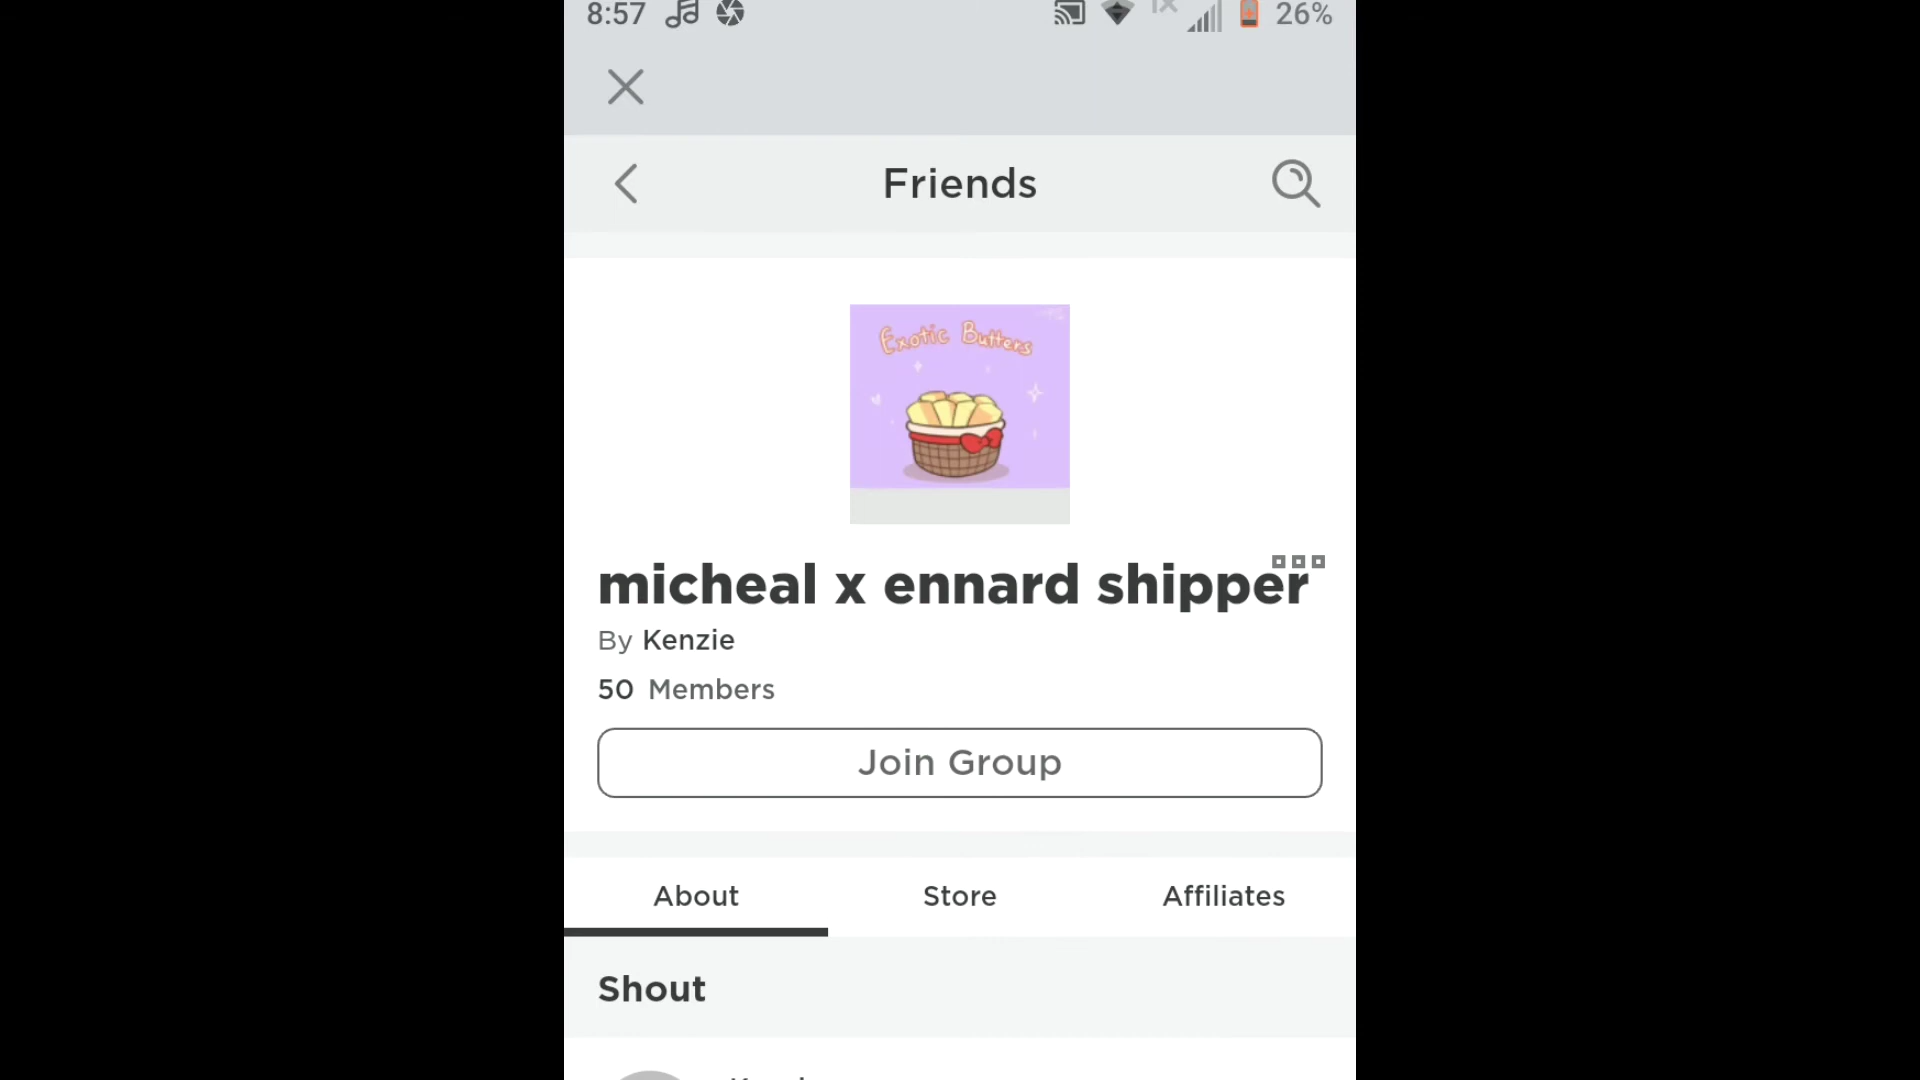 8:57
26%
Friends
Exotic Butters
micheal x ennard shipper
By Kenzie
50 Members
Join Group
About
Store
Affiliates
Shout